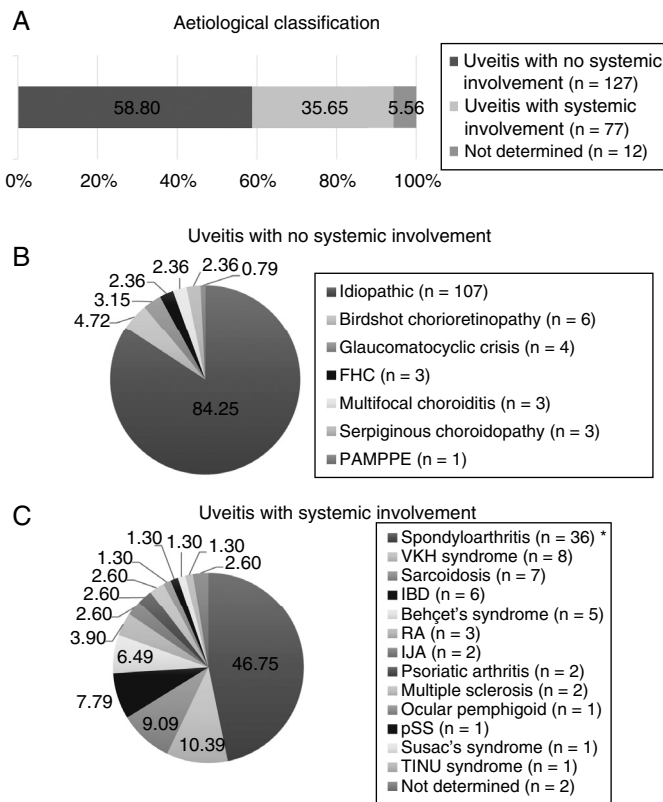 A
Aetiological classification
58.80
35.65
5.56
0%
20%
40%
60%
80%
100%
Uveitis with no systemic
involvement (n = 127)
Uveitis with systemic
involvement (n = 77)
Not determined (n = 12)
B
Uveitis with no systemic involvement
84.25
4.72
3.15
2.36
2.36
2.36
0.79
Idiopathic (n = 107)
Birdshot chorioretinopathy (n = 6)
Glaucomatocyclic crisis (n = 4)
FHC (n = 3)
Multifocal choroiditis (n = 3)
Serpiginous choroidopathy (n = 3)
PAMPPE (n = 1)
C
Uveitis with systemic involvement
46.75
10.39
9.09
7.79
6.49
3.90
2.60
2.60
2.60
1.30
1.30
1.30
1.30
2.60
Spondyloarthritis (n = 36) *
VKH syndrome (n = 8)
Sarcoidosis (n = 7)
IBD (n = 6)
Behçet's syndrome (n = 5)
RA (n = 3)
IJA (n = 2)
Psoriatic arthritis (n = 2)
Multiple sclerosis (n = 2)
Ocular pemphigoid (n = 1)
pSS (n = 1)
Susac's syndrome (n = 1)
TINU syndrome (n = 1)
Not determined (n = 2)